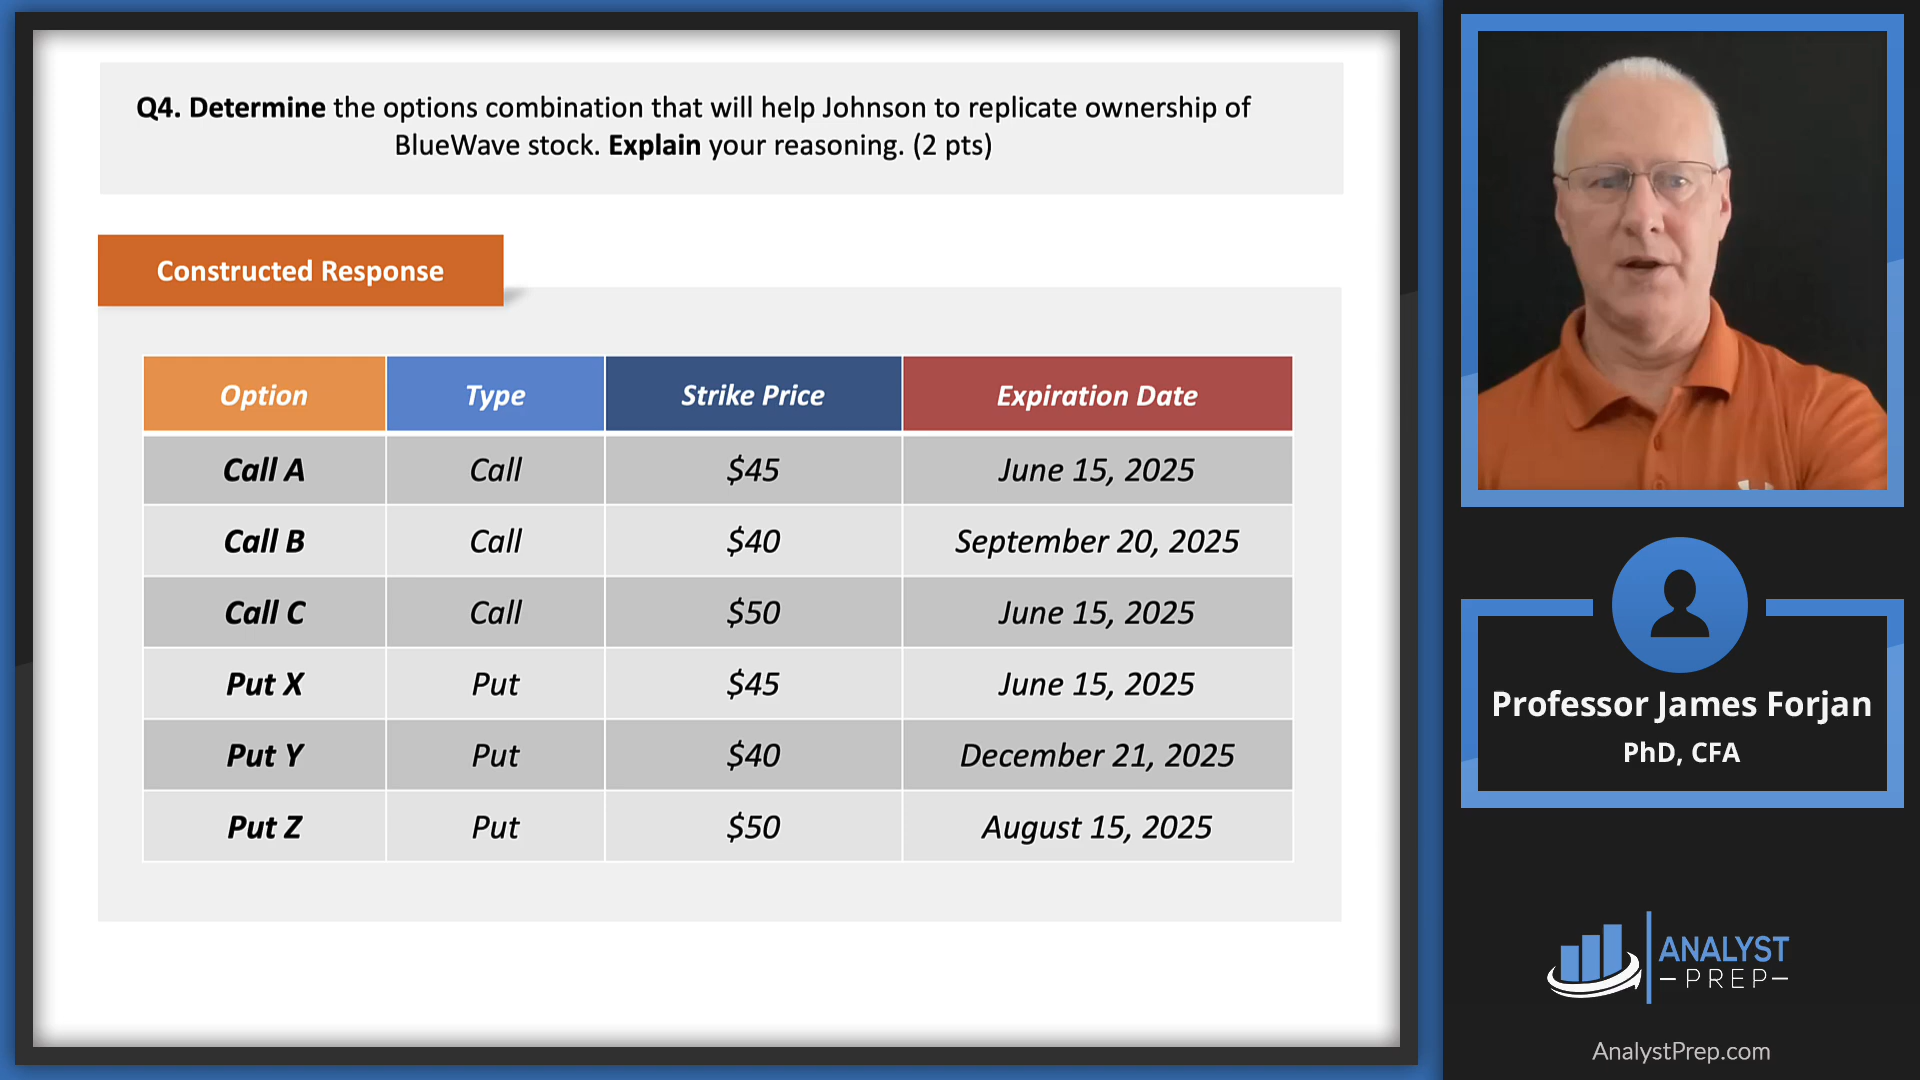 Q4. Determine the options combination that will help Johnson to replicate ownership of
BlueWave stock. Explain your reasoning. (2 pts)
Constructed Response
Option Type Strike Price Expiration Date
Call A Call $45 June 15, 2025
Call B Call $40 September 20, 2025
Call C Call $50 June 15, 2025
Put X Put $45 June 15, 2025
Put Y Put $40 December 21, 2025
Put Z Put $50 August 15, 2025
Professor James Forjan
PhD, CFA
ANALYST
PREP
AnalystPrep.com